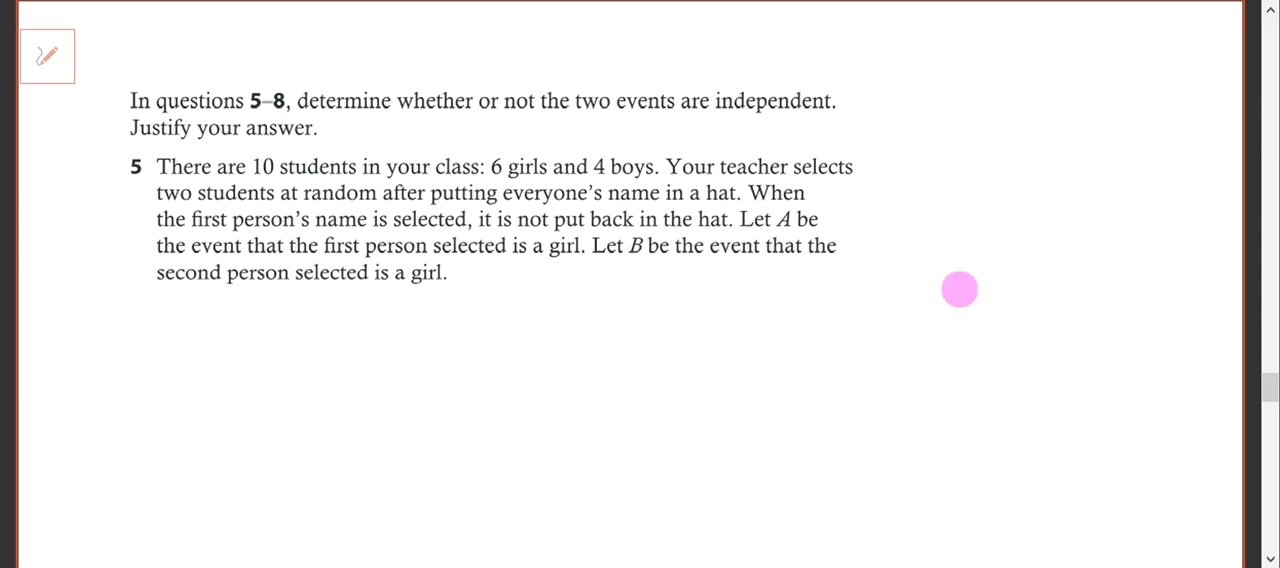 In questions 5–8, determine whether or not the two events are independent.
Justify your answer.
5 There are 10 students in your class: 6 girls and 4 boys. Your teacher selects
two students at random after putting everyone’s name in a hat. When
the first person’s name is selected, it is not put back in the hat. Let A be
the event that the first person selected is a girl. Let B be the event that the
second person selected is a girl.